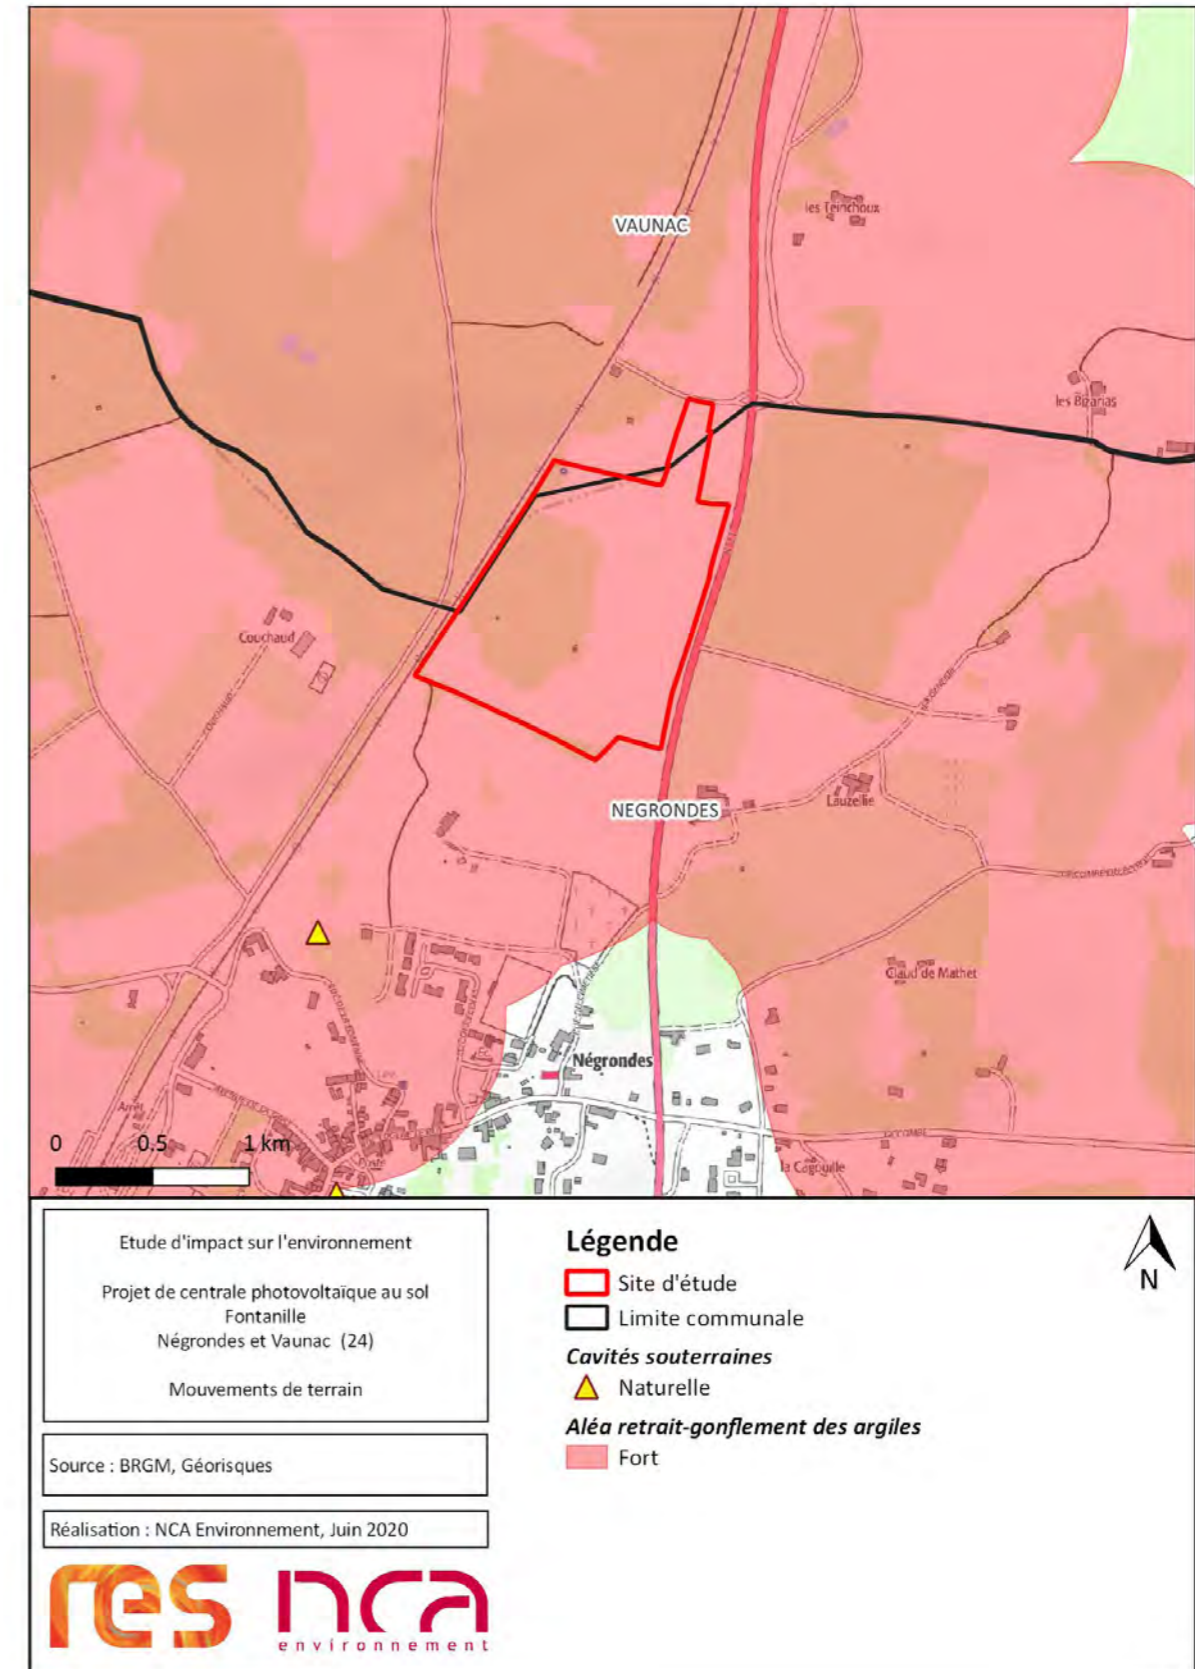 VAUNAC
les Teinchoux
les Bigarias
Couchaud
NEGRONDES
Lauzelie
Claud de Mathet
Négrondes
la Cagouille
0 0.5 1 km
Etude d'impact sur l'environnement
Projet de centrale photovoltaïque au sol
Fontanille
Négrondes et Vaunac (24)
Mouvements de terrain
Source : BRGM, Géorisques
Réalisation : NCA Environnement, Juin 2020
res
nca
environnement
Légende
Site d'étude
Limite communale
Cavités souterraines
Naturelle
Aléa retrait-gonflement des argiles
Fort
N